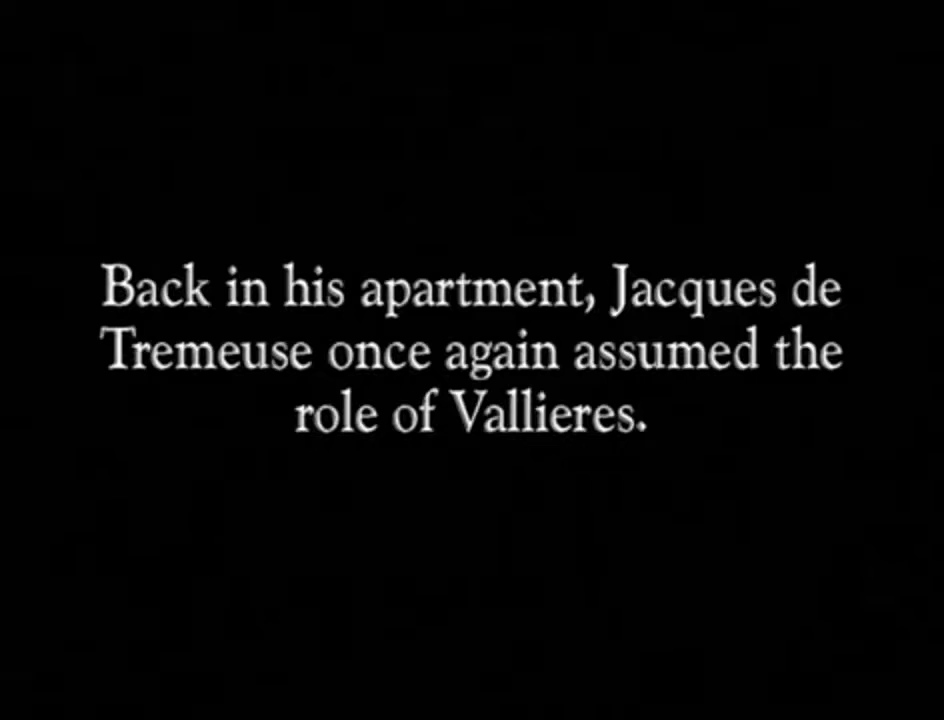 Back in his apartment, Jacques de
Tremeuse once again assumed the
role of Vallieres.